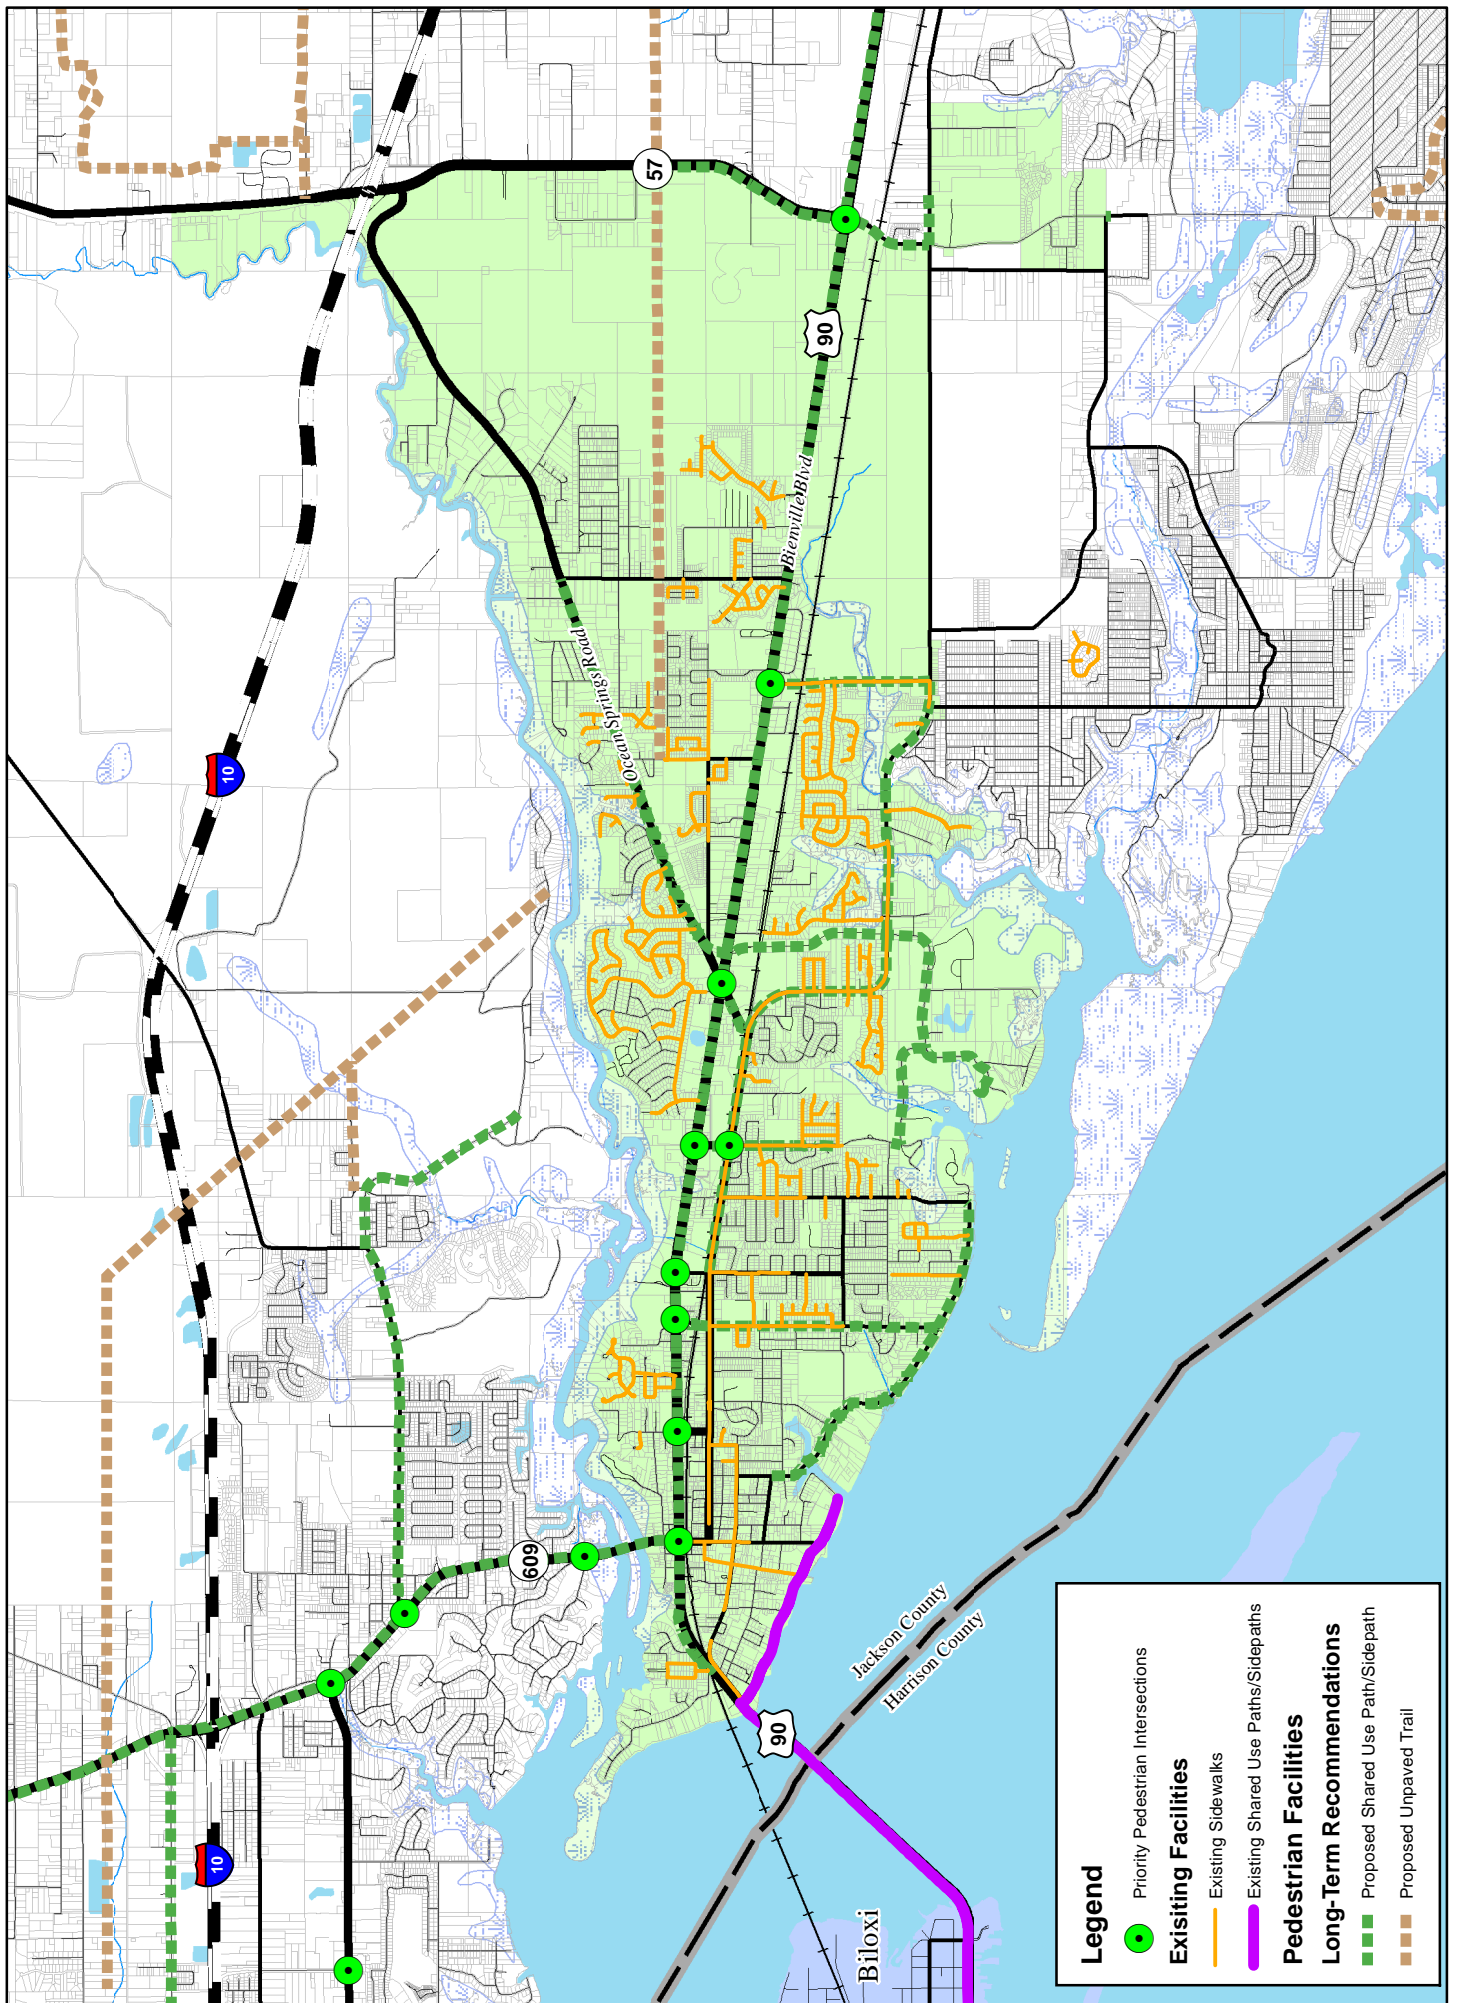 57
90
Bienville Blvd
Ocean Springs Road
10
609
Jackson County
Harrison County
90
10
Biloxi
Legend
Priority Pedestrian Intersections
Exisiting Facilities
Existing Sidewalks
Existing Shared Use Paths/Sidepaths
Pedestrian Facilities
Long-Term Recommendations
Proposed Shared Use Path/Sidepath
Proposed Unpaved Trail